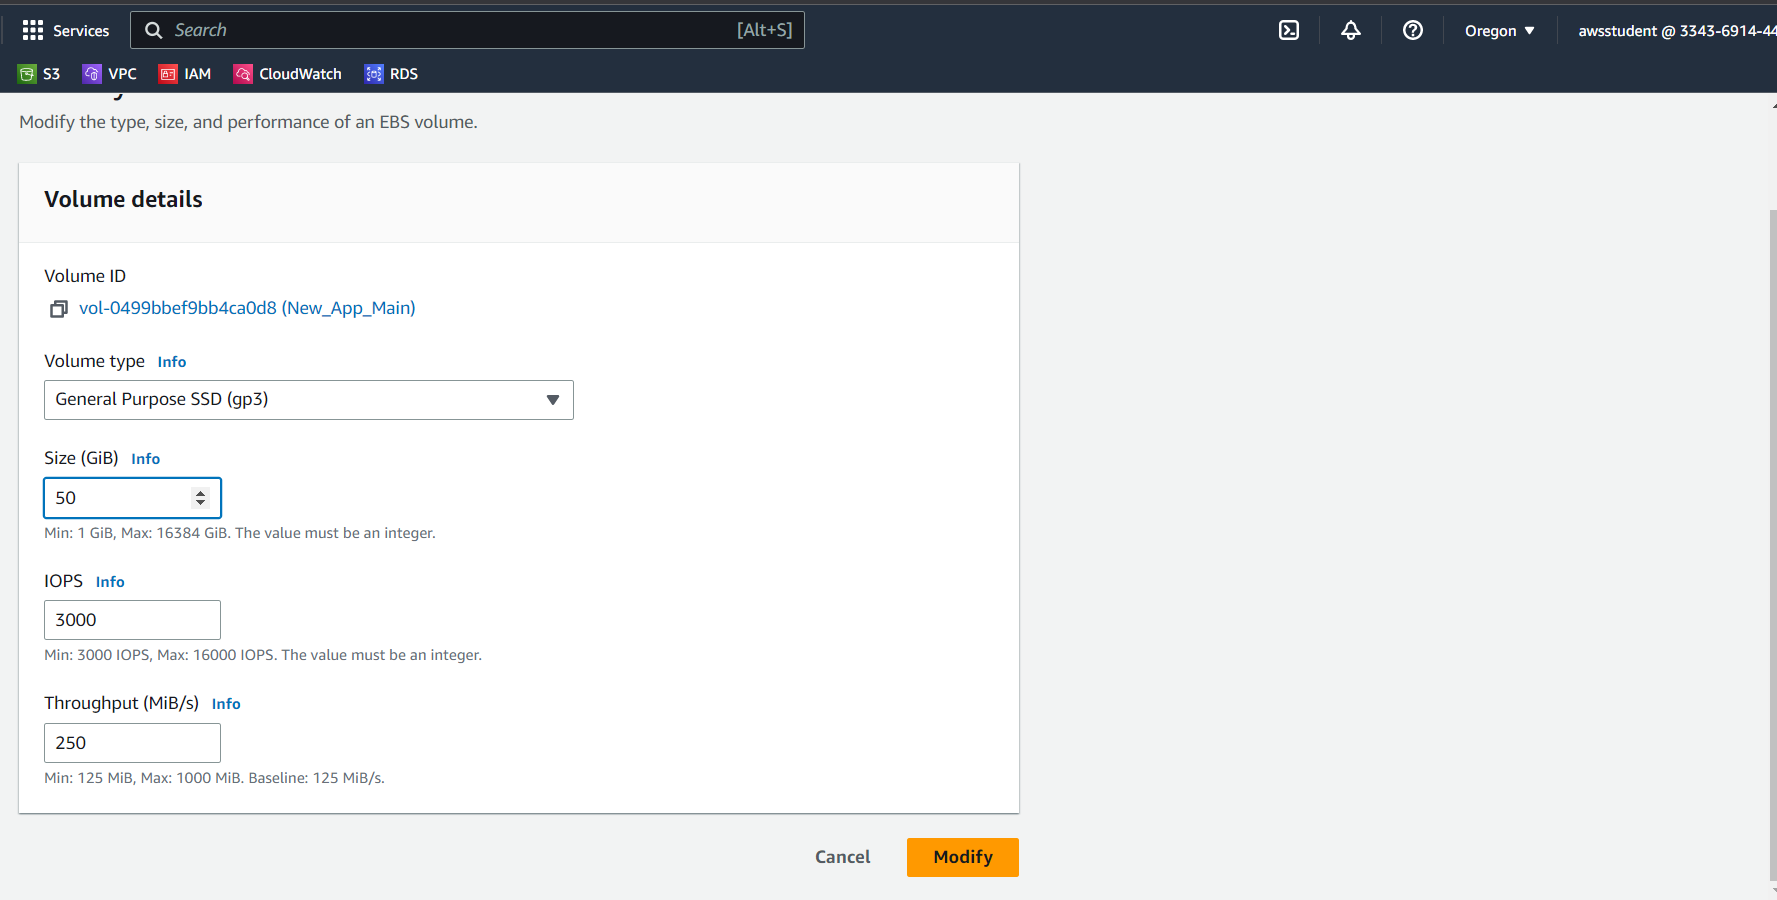 Services
Search [Alt+S]
Oregon
awsstudent @ 3343-6914-44
S3 VPC IAM CloudWatch RDS
Modify the type, size, and performance of an EBS volume.
Volume details
Volume ID
vol-0499bbef9bb4ca0d8 (New_App_Main)
Volume type Info
General Purpose SSD (gp3)
Size (GiB) Info
50
Min: 1 GiB, Max: 16384 GiB. The value must be an integer.
IOPS Info
3000
Min: 3000 IOPS, Max: 16000 IOPS. The value must be an integer.
Throughput (MiB/s) Info
250
Min: 125 MiB, Max: 1000 MiB. Baseline: 125 MiB/s.
Cancel Modify